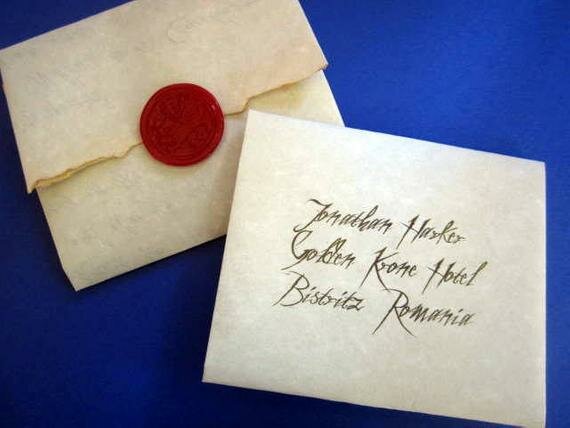 Jonathan Harker
Golden Krone Hotel
Bistritz Romania